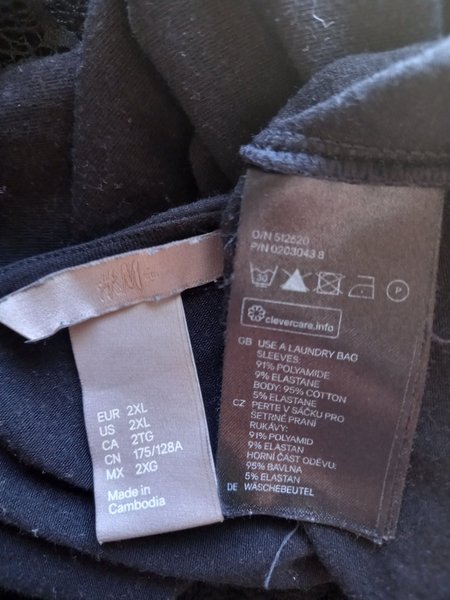 H&M
EUR 2XL
US 2XL
CA 2TG
CN 175/128A
MX 2XG
Made in
Cambodia
O/N 512620
P/N 0203043 8
30
P
clevercare.info
GB USE A LAUNDRY BAG
SLEEVES:
91% POLYAMIDE
9% ELASTANE
BODY: 95% COTTON
5% ELASTANE
CZ PERTE V SÁČKU PRO
ŠETRNÉ PRANÍ
RUKÁVY:
91% POLYAMID
9% ELASTAN
HORNÍ ČÁST ODĚVU:
95% BAVLNA
5% ELASTAN
DE WÄSCHEBEUTEL